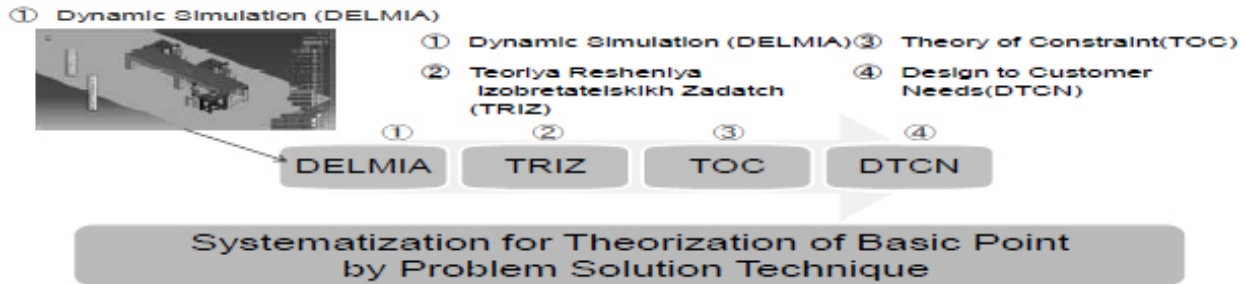 ① Dynamic Simulation (DELMIA)
① Dynamic Simulation (DELMIA)
② Teoriya Resheniya
Izobretatelskikh Zadatch
(TRIZ)
③ Theory of Constraint(TOC)
④ Design to Customer
Needs(DTCN)
① ② ③ ④
DELMIA TRIZ TOC DTCN
Systematization for Theorization of Basic Point
by Problem Solution Technique